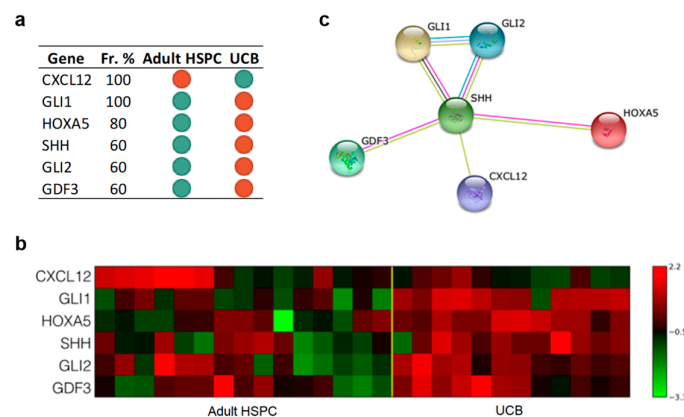 a
Gene Fr. % Adult HSPC UCB
CXCL12 100
GLI1 100
HOXA5 80
SHH 60
GLI2 60
GDF3 60
c
GLI1
GLI2
SHH
HOXA5
GDF3
CXCL12
b
CXCL12
GLI1
HOXA5
SHH
GLI2
GDF3
Adult HSPC UCB
2.2
-0.5
-3.1